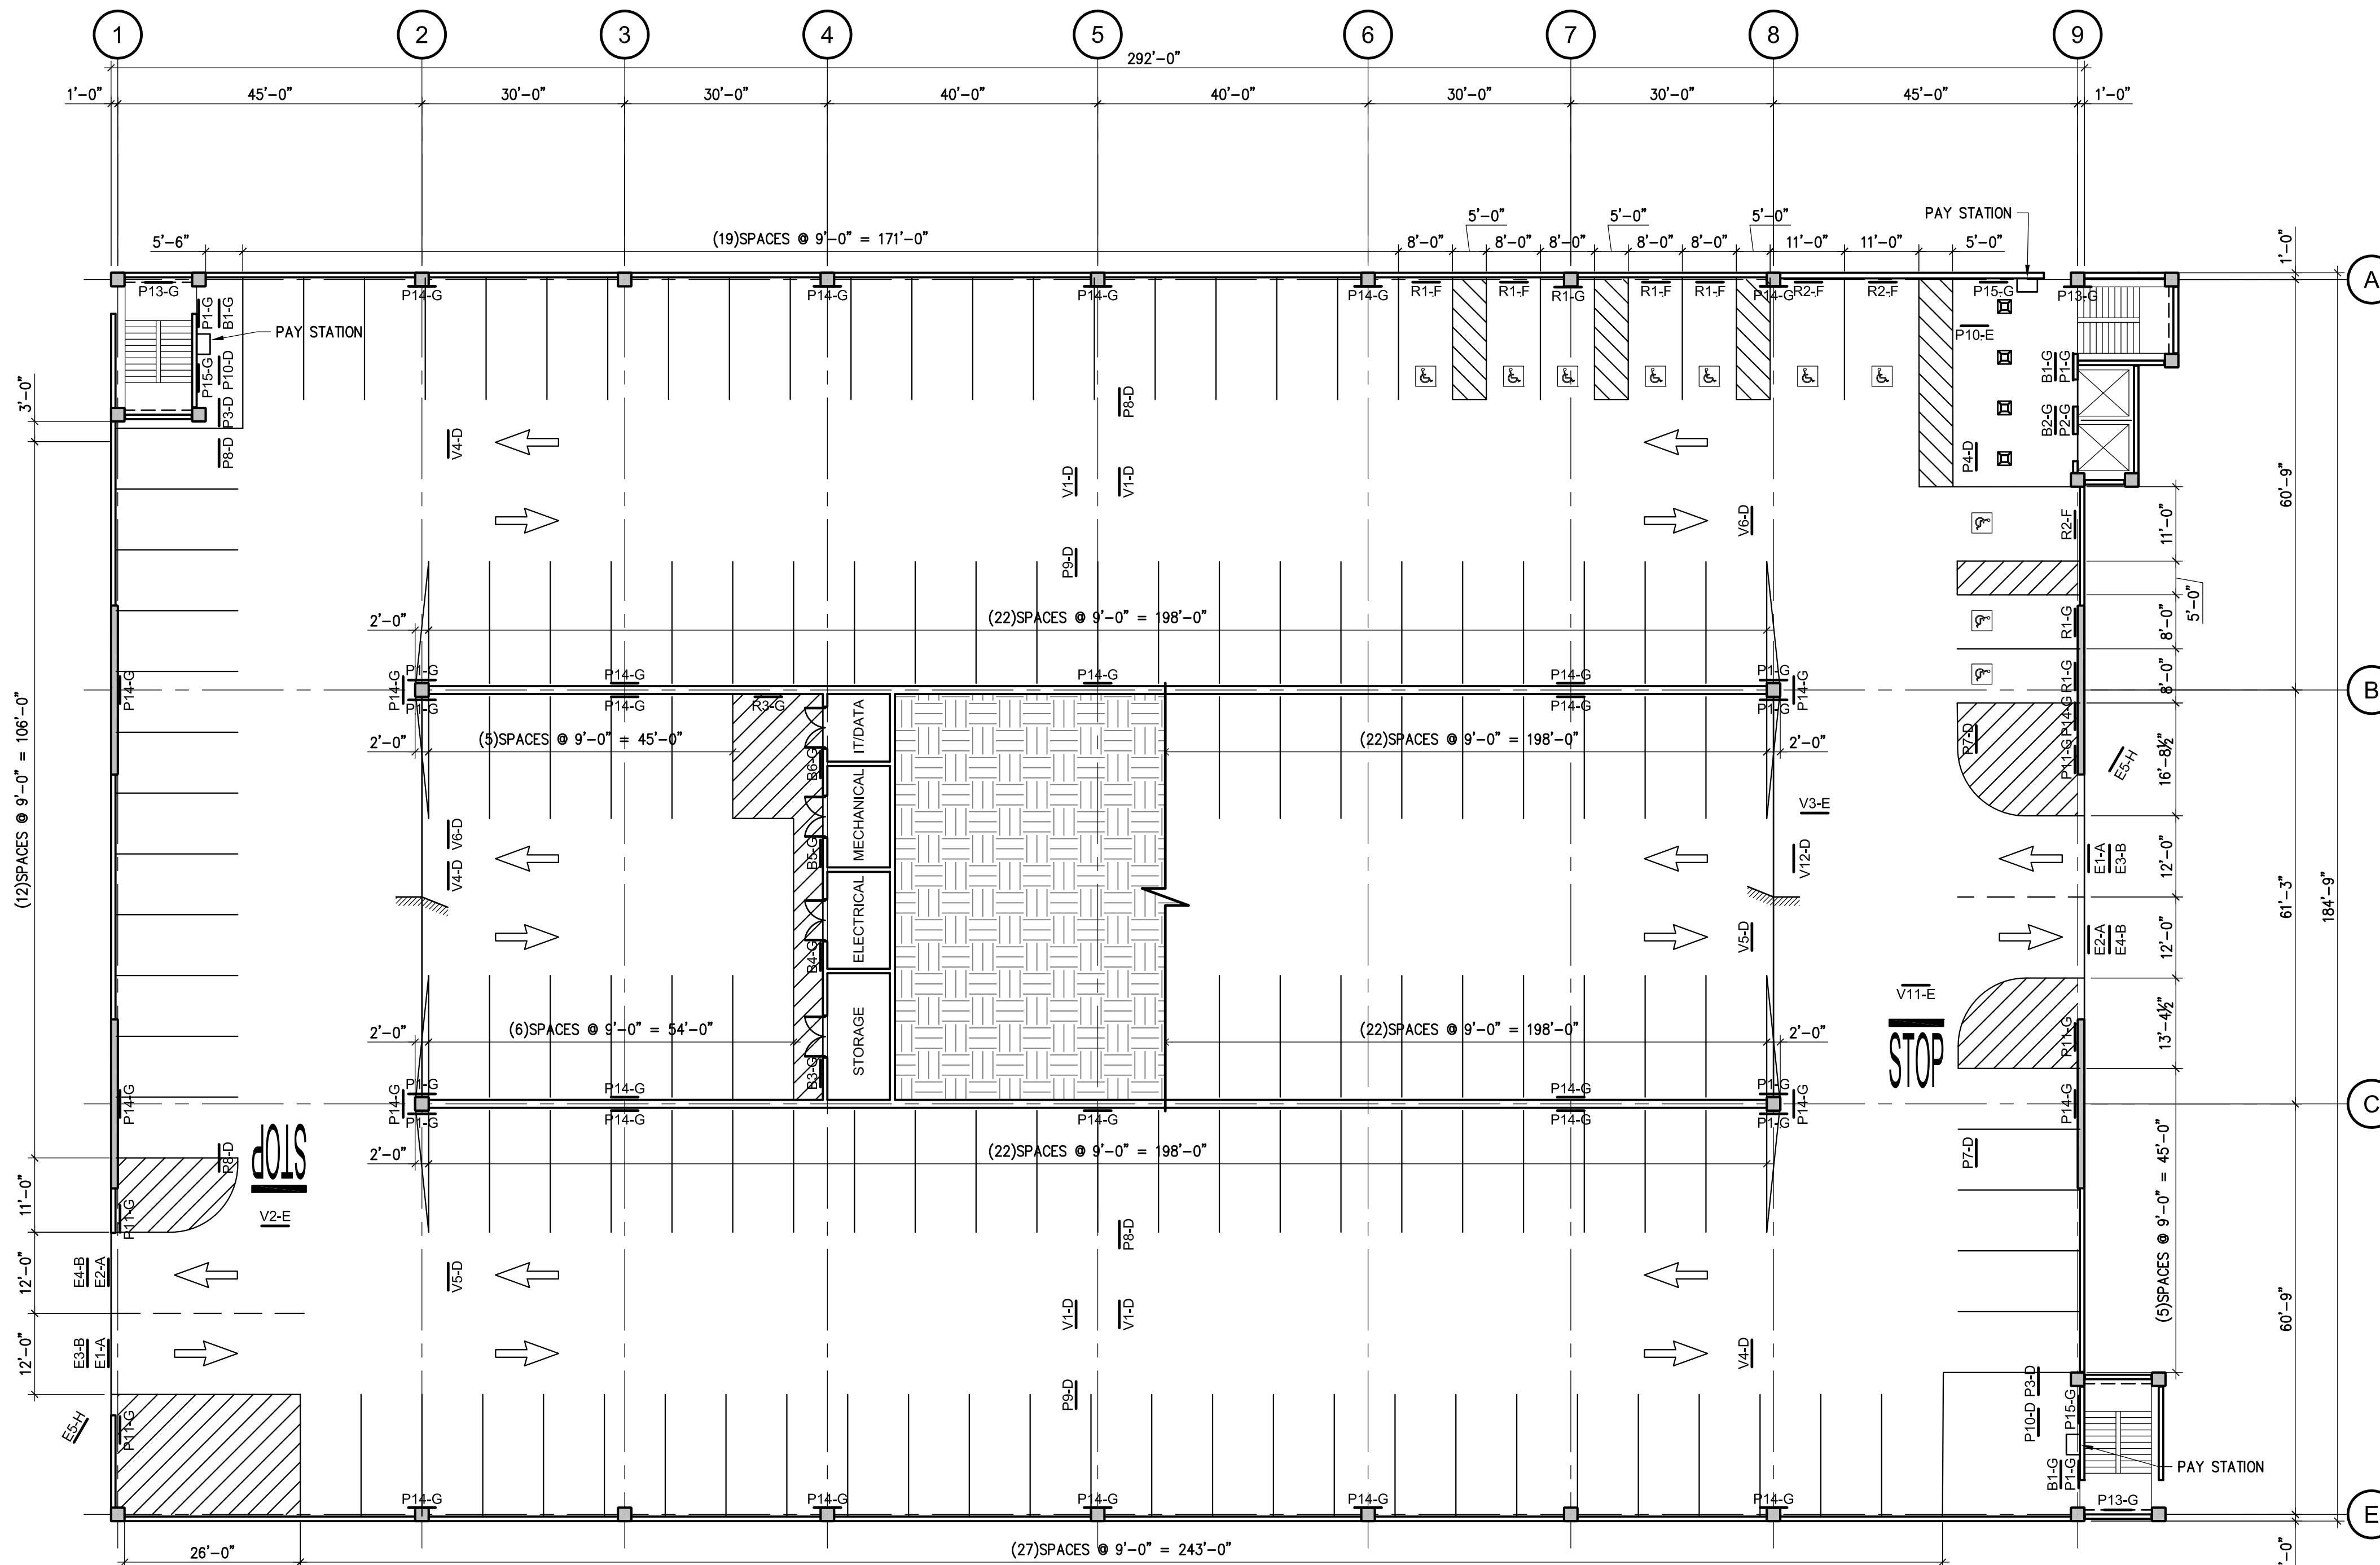 1 2 3 4 5 6 7 8 9
292'-0"
1'-0" 45'-0" 30'-0" 30'-0" 40'-0" 40'-0" 30'-0" 30'-0" 45'-0" 1'-0"
5'-0" 5'-0" 5'-0" PAY STATION
5'-6" (19)SPACES @ 9'-0" = 171'-0" 8'-0" 8'-0" 8'-0" 8'-0" 8'-0" 11'-0" 11'-0" 5'-0" 1'-0"
A
P13-G P14-G P14-G P14-G P14-G R1-F R1-F R1-G R1-F R1-F P14-G R2-F R2-F P15-G P13-G
P1-G B1-G
PAY STATION
P10-E
P15-G P10-D
B1-G P1-G
3'-0"
P3-D
P8-D
B2-G P2-G
P8-D
V4-D
P4-D
60'-9"
V1-D V1-D
V6-D
R2-F
11'-0"
P9-D
5'-0"
2'-0" (22)SPACES @ 9'-0" = 198'-0"
R1-G
8'-0"
P1-G P14-G P14-G P14-G P1-G
P14-G P14-G P14-G R1-G 8'-0"
B
P1-G P14-G R3-G P14-G P1-G
P14-G
IT/DATA
2'-0" (5)SPACES @ 9'-0" = 45'-0" (22)SPACES @ 9'-0" = 198'-0" 2'-0"
R7-D P11-G E5-H 16'-8½"
B6-G
(12)SPACES @ 9'-0" = 106'-0"
V3-E
MECHANICAL
B5-G
V6-D
V4-D
V12-D
E1-A E3-B
12'-0"
61'-3"
184'-9"
ELECTRICAL
B4-G
V5-D
E2-A E4-B
12'-0"
V11-E
STOP
2'-0" (6)SPACES @ 9'-0" = 54'-0" (22)SPACES @ 9'-0" = 198'-0" 2'-0"
STORAGE
B3-G
R11-G
13'-4½"
P1-G P14-G P14-G P1-G
P14-G P14-G P14-G P14-G
C
P1-G P14-G P14-G P14-G P1-G
P8-D
STOP
2'-0" (22)SPACES @ 9'-0" = 198'-0"
P7-D
(5)SPACES @ 9'-0" = 45'-0"
11'-0"
P11-G
V2-E
P8-D
12'-0"
E4-B E2-A
V5-D
V1-D V1-D
60'-9"
12'-0"
E3-B E1-A
V4-D
P9-D
P3-D
P10-D P15-G
E5-H P11-G
B1-G P1-G
PAY STATION
P14-G P14-G P14-G P14-G P14-G P13-G
E
26'-0" (27)SPACES @ 9'-0" = 243'-0"